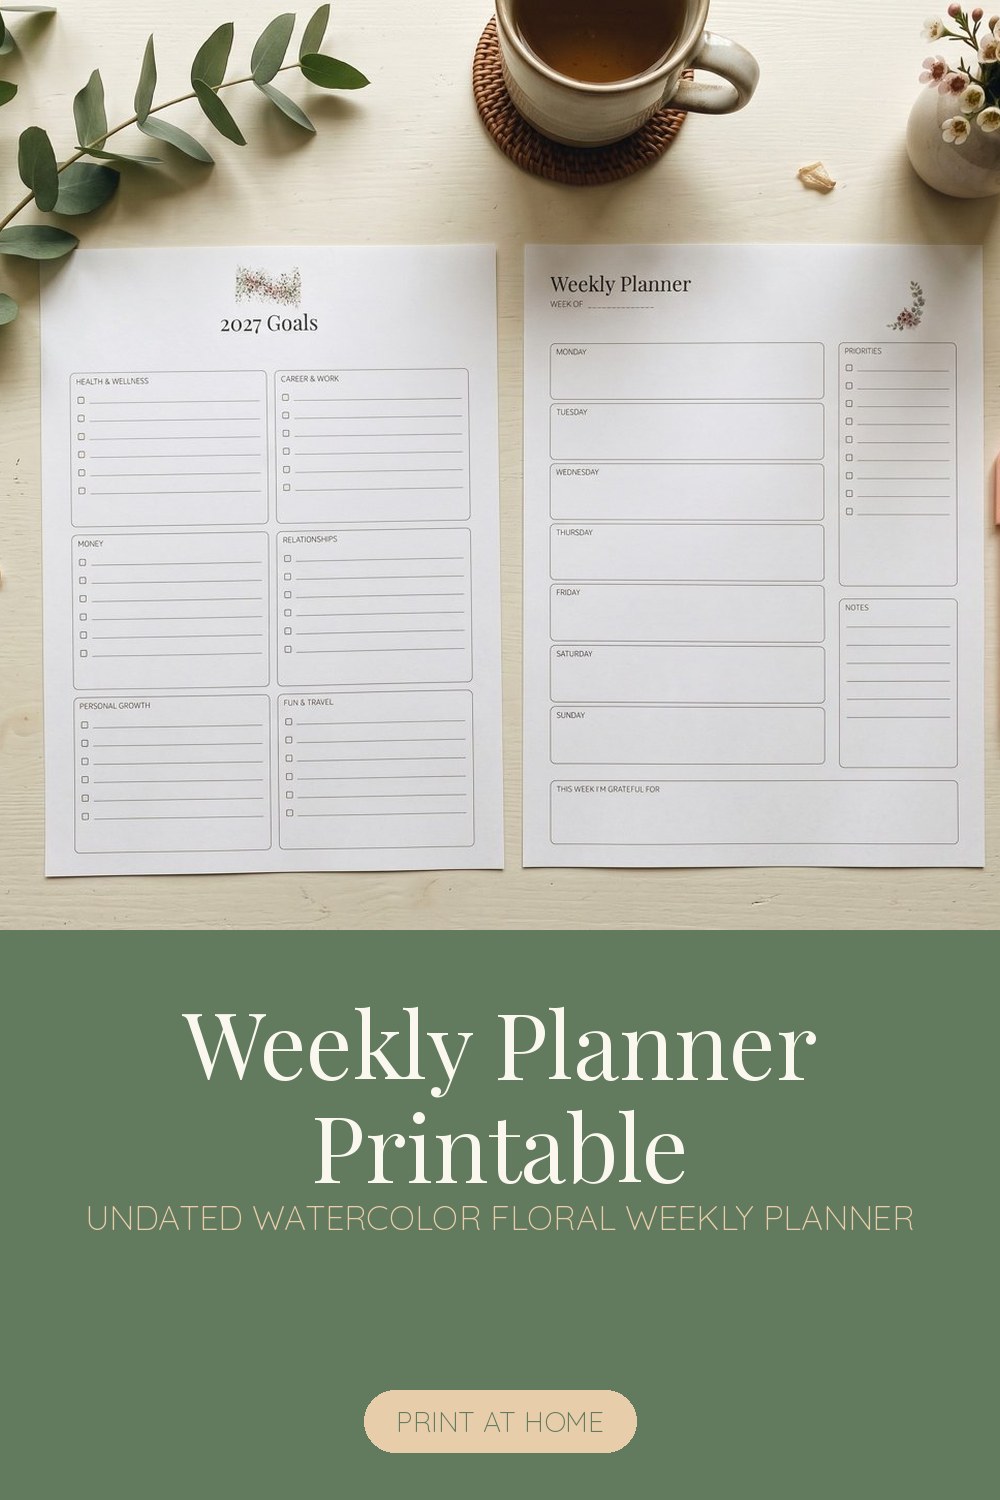 2027 Goals
HEALTH & WELLNESS
CAREER & WORK
MONEY
RELATIONSHIPS
PERSONAL GROWTH
FUN & TRAVEL
Weekly Planner
WEEK OF
MONDAY
TUESDAY
WEDNESDAY
THURSDAY
FRIDAY
SATURDAY
SUNDAY
PRIORITIES
NOTES
THIS WEEK I'M GRATEFUL FOR
Weekly Planner
Printable
UNDATED WATERCOLOR FLORAL WEEKLY PLANNER
PRINT AT HOME